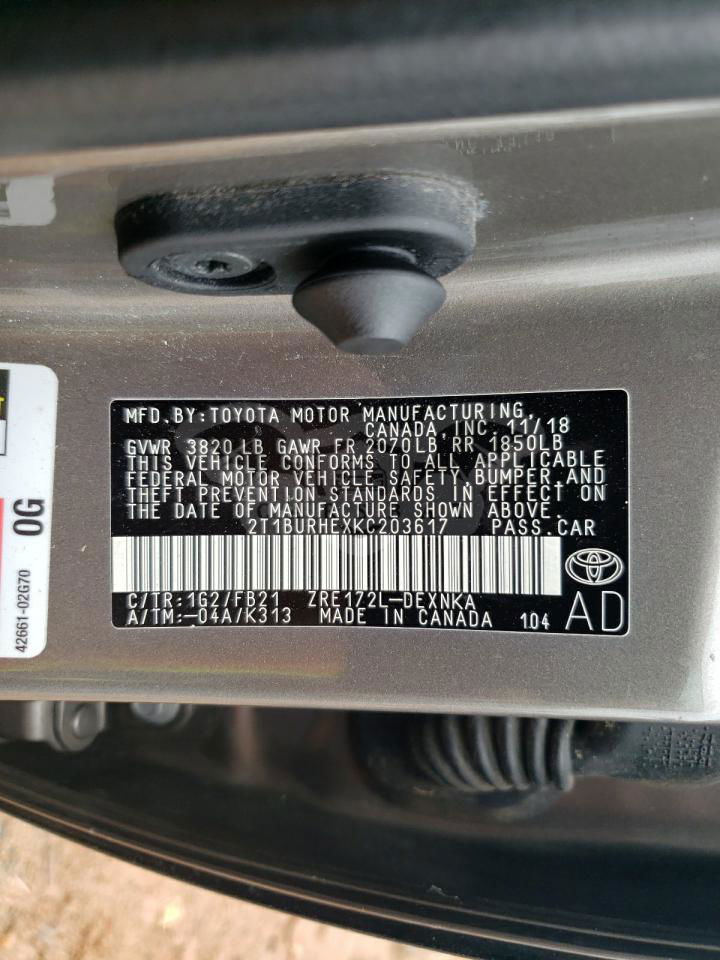 MFD.BY:TOYOTA MOTOR MANUFACTURING,
CANADA, INC. 11/18
GVWR 3820 LB GAWR FR 2070LB RR 1850LB
THIS VEHICLE CONFORMS TO ALL APPLICABLE
FEDERAL MOTOR VEHICLE SAFETY,BUMPER,AND
THEFT PREVENTION STANDARDS IN EFFECT ON
THE DATE OF MANUFACTURE SHOWN ABOVE.
2T1BURHEXKC203617 PASS.CAR
C/TR:1G2/FB21 ZRE172L-DEXNKA
A/TM:-04A/K313 MADE IN CANADA 104 AD
0G
42661-02G70